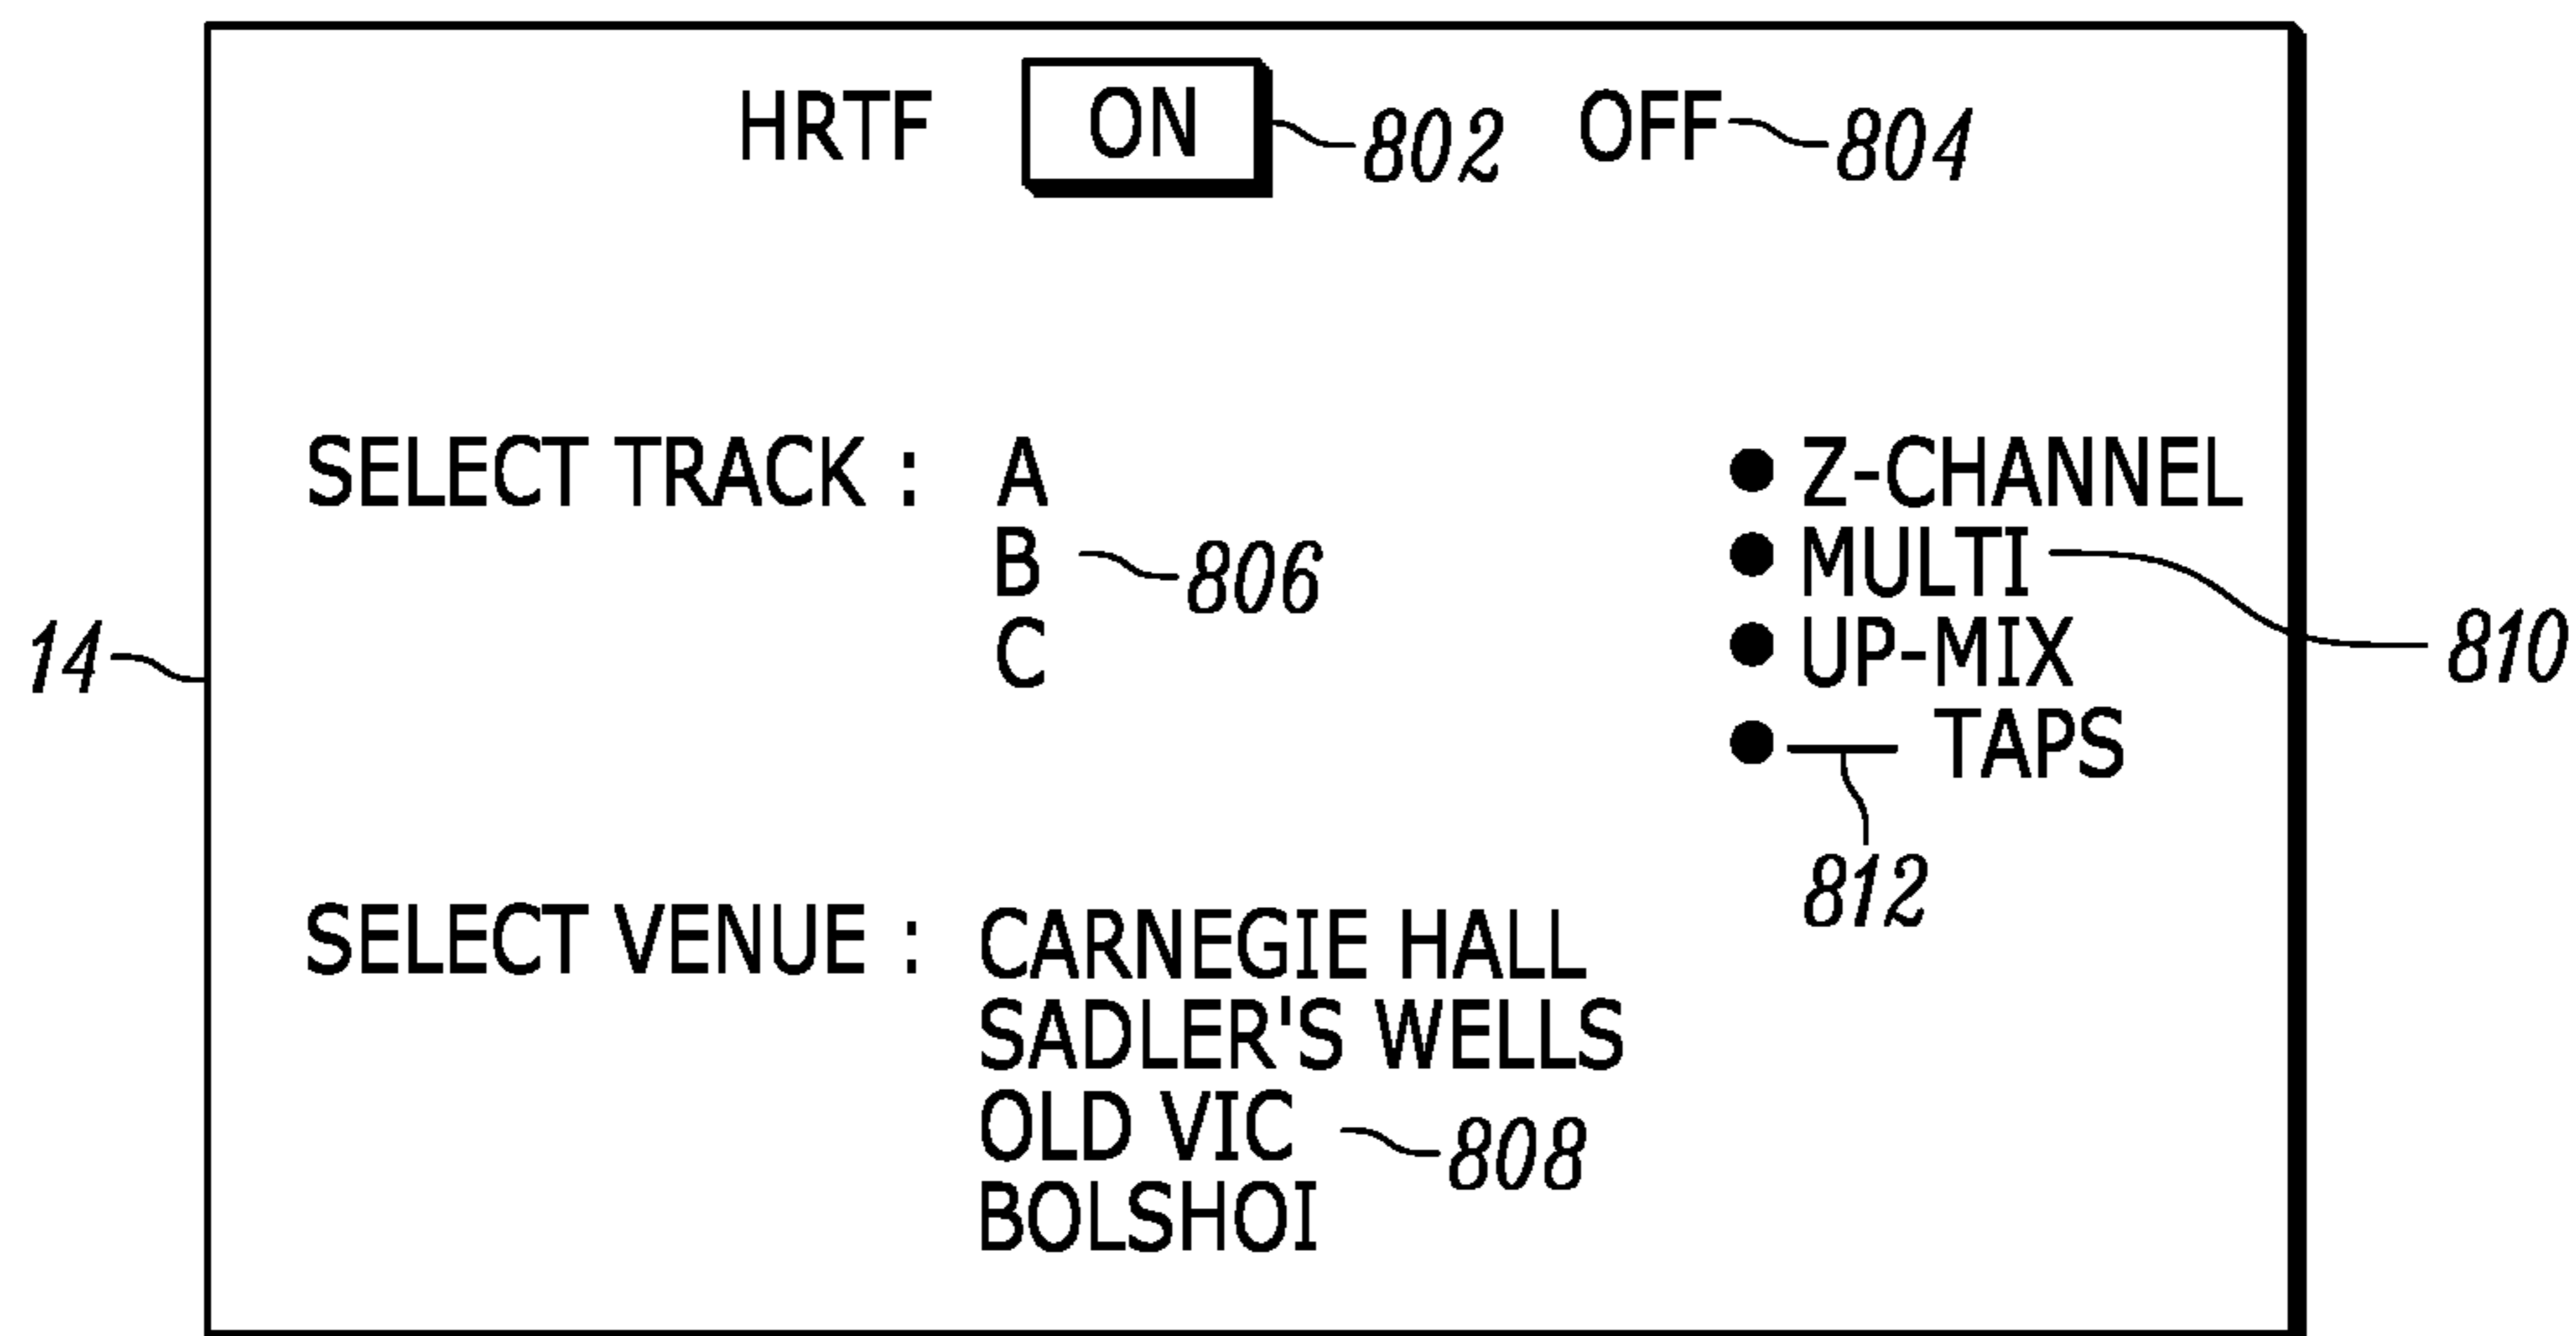 HRTF ON 802 OFF 804
SELECT TRACK : A
B 806
C
● Z-CHANNEL
● MULTI
● UP-MIX
● ___ TAPS
810
812
14
SELECT VENUE : CARNEGIE HALL
SADLER'S WELLS
OLD VIC 808
BOLSHOI